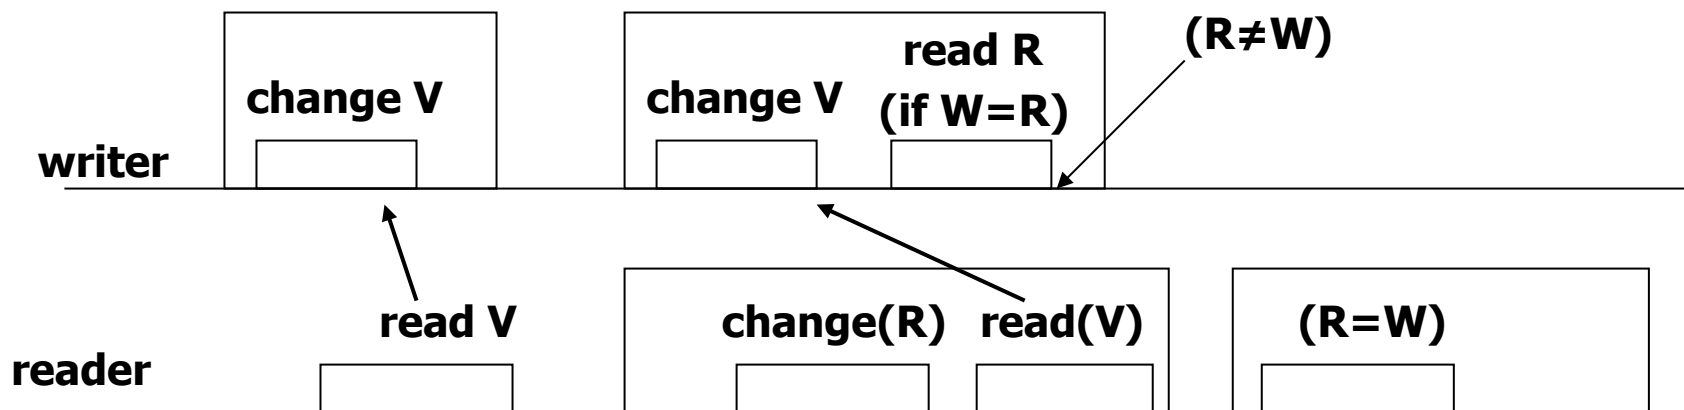 (R≠W)
read R
change V
change V
(if W=R)
writer
read V
change(R)
read(V)
(R=W)
reader